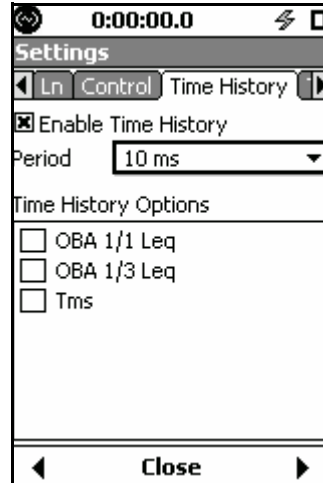 0:00:00.0
Settings
Ln Control Time History
Enable Time History
Period 10 ms
Time History Options
OBA 1/1 Leq
OBA 1/3 Leq
Tms
Close